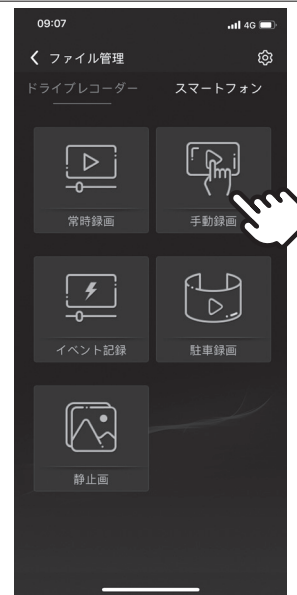 09:07
4G
ファイル管理
ドライブレコーダー
スマートフォン
常時録画
手動録画
イベント記録
駐車録画
静止画